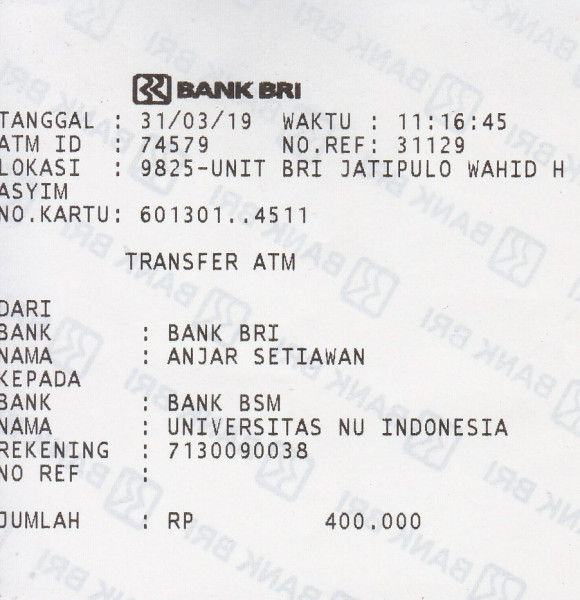 BANK BRI
TANGGAL : 31/03/19 WAKTU : 11:16:45
ATM ID : 74579 NO.REF: 31129
LOKASI : 9825-UNIT BRI JATIPULO WAHID H
ASYIM
NO.KARTU: 601301..4511
TRANSFER ATM
DARI
BANK : BANK BRI
NAMA : ANJAR SETIAWAN
KEPADA
BANK : BANK BSM
NAMA : UNIVERSITAS NU INDONESIA
REKENING : 7130090038
NO REF :
JUMLAH : RP 400.000